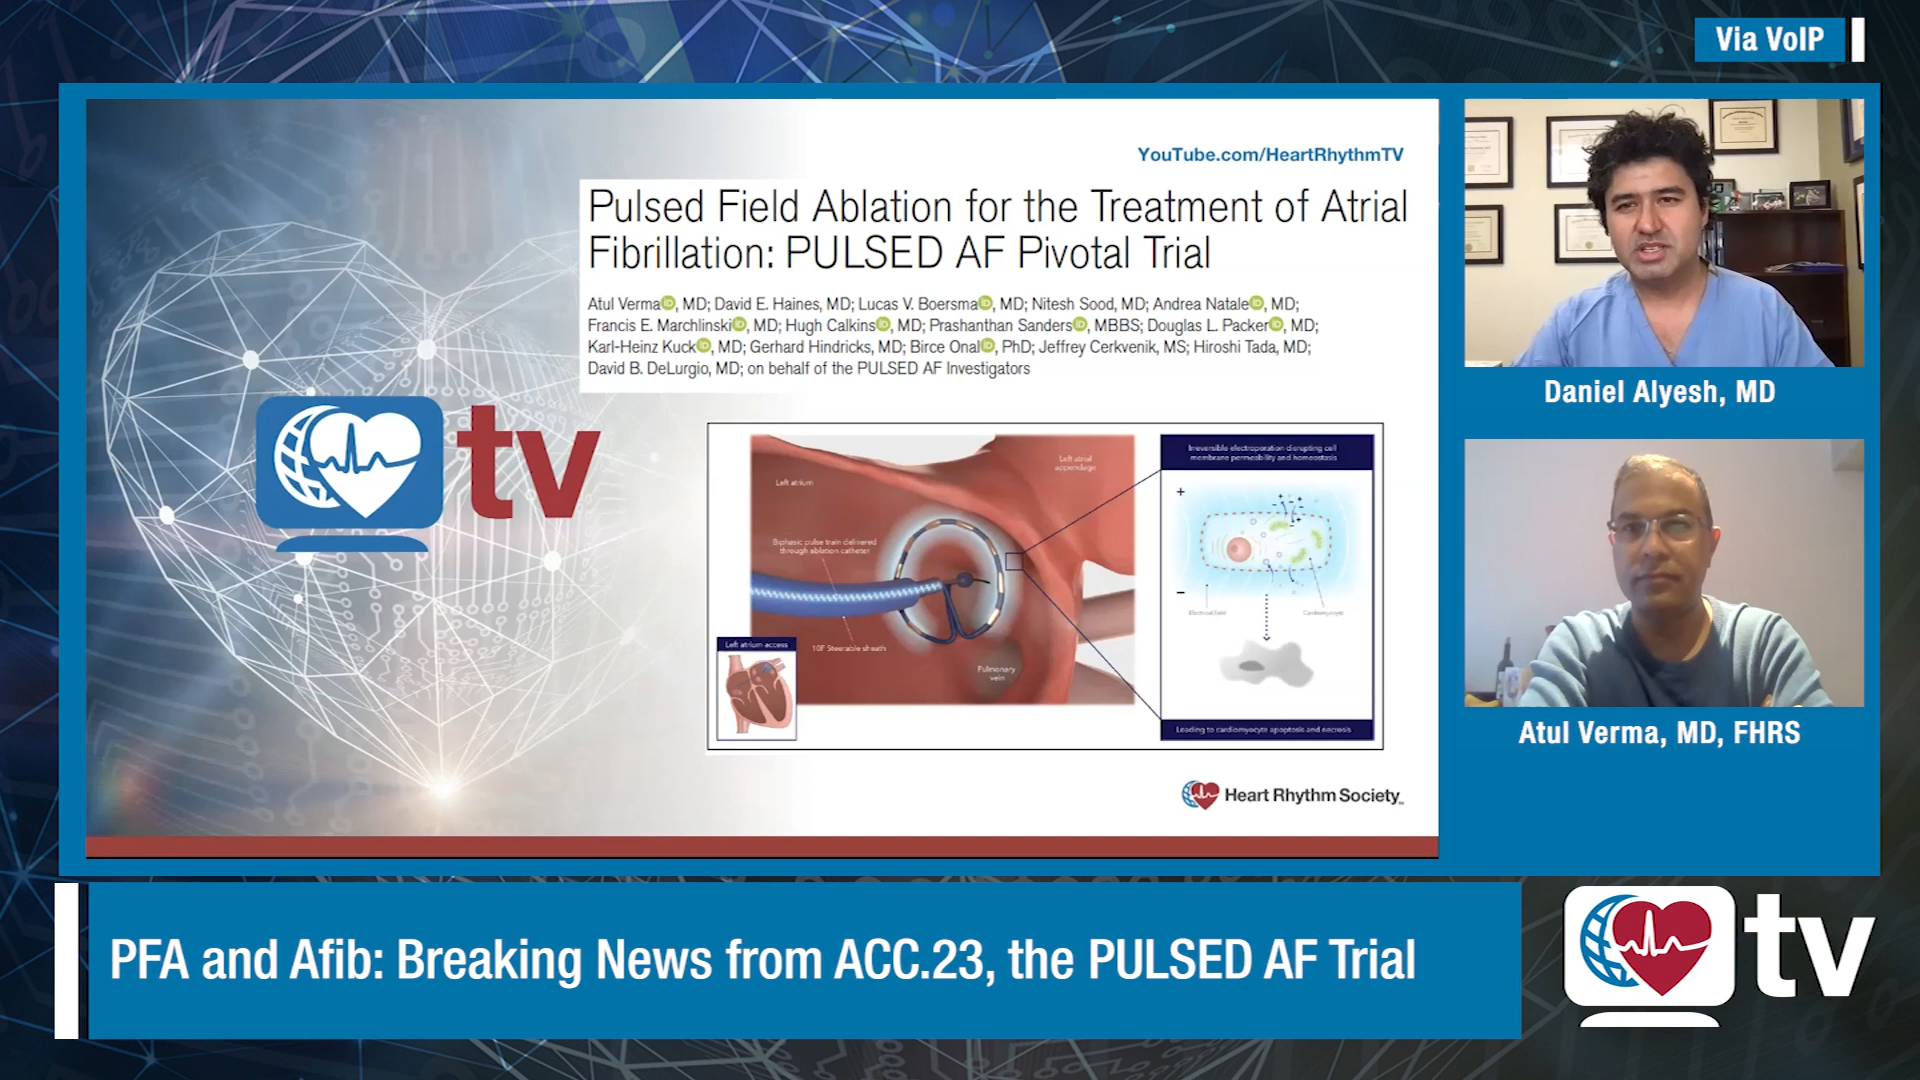 Via VoIP
YouTube.com/HeartRhythmTV
Pulsed Field Ablation for the Treatment of Atrial
Fibrillation: PULSED AF Pivotal Trial
Atul Verma, MD; David E. Haines, MD; Lucas V. Boersma, MD; Nitesh Sood, MD; Andrea Natale, MD;
Francis E. Marchlinski, MD; Hugh Calkins, MD; Prashanthan Sanders, MBBS; Douglas L. Packer, MD;
Karl-Heinz Kuck, MD; Gerhard Hindricks, MD; Birce Onal, PhD; Jeffrey Cerkvenik, MS; Hiroshi Tada, MD;
David B. DeLurgio, MD; on behalf of the PULSED AF Investigators
tv
Left atrium
Left atrial
appendage
Biphasic pulse train delivered
through ablation catheter
10F Steerable sheath
Pulmonary
vein
Left atrium access
Irreversible electroporation disrupting cell
membrane permeability and homeostasis
+
−
Electrical field
Cardiomyocyte
Leading to cardiomyocyte apoptosis and necrosis
Heart Rhythm Society
Daniel Alyesh, MD
Atul Verma, MD, FHRS
PFA and Afib: Breaking News from ACC.23, the PULSED AF Trial
tv